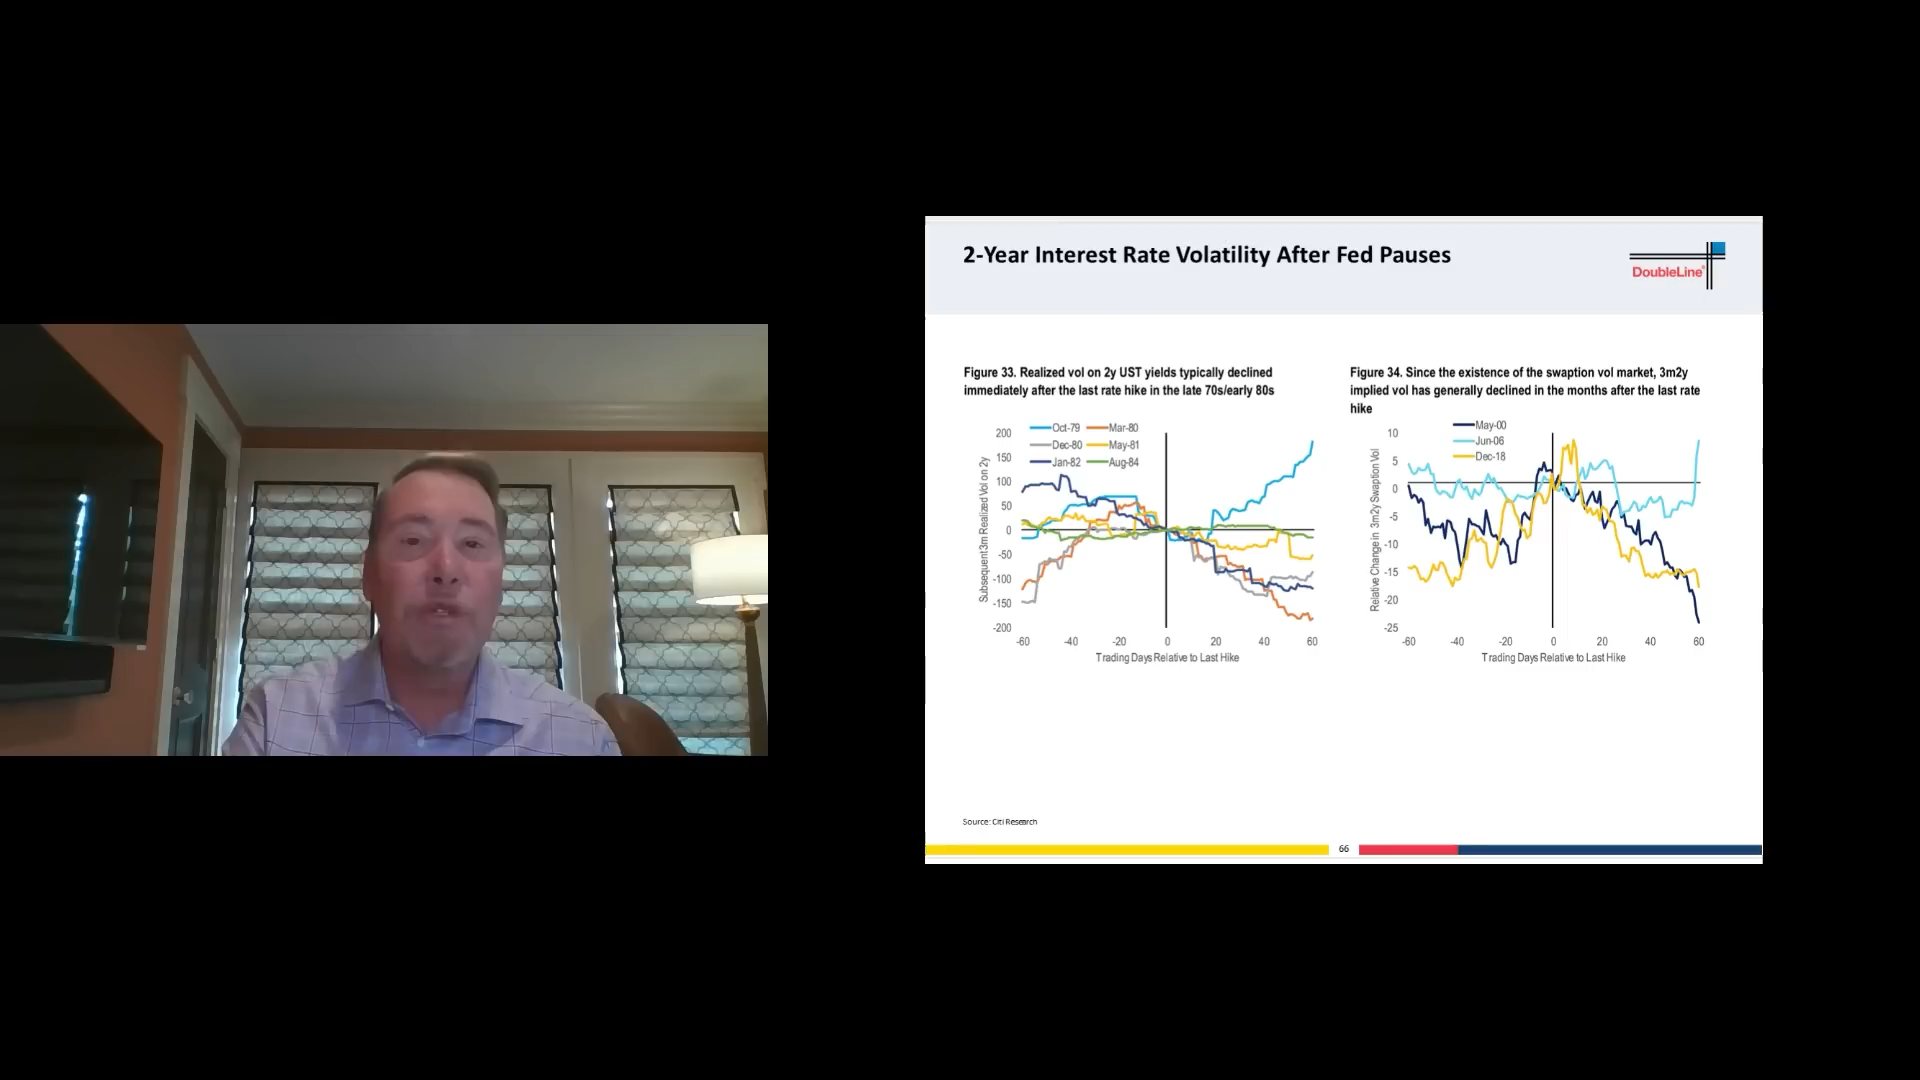 2-Year Interest Rate Volatility After Fed Pauses
DoubleLine®
Figure 33. Realized vol on 2y UST yields typically declined
immediately after the last rate hike in the late 70s/early 80s
Oct-79 Mar-80
Dec-80 May-81
Jan-82 Aug-84
Subsequent 3m Realized Vol on 2y
200
150
100
50
0
-50
-100
-150
-200
-60 -40 -20 0 20 40 60
Trading Days Relative to Last Hike
Figure 34. Since the existence of the swaption vol market, 3m2y
implied vol has generally declined in the months after the last rate
hike
May-00
Jun-06
Dec-18
Relative Change in 3m2y Swaption Vol
10
5
0
-5
-10
-15
-20
-25
-60 -40 -20 0 20 40 60
Trading Days Relative to Last Hike
Source: Citi Research
66